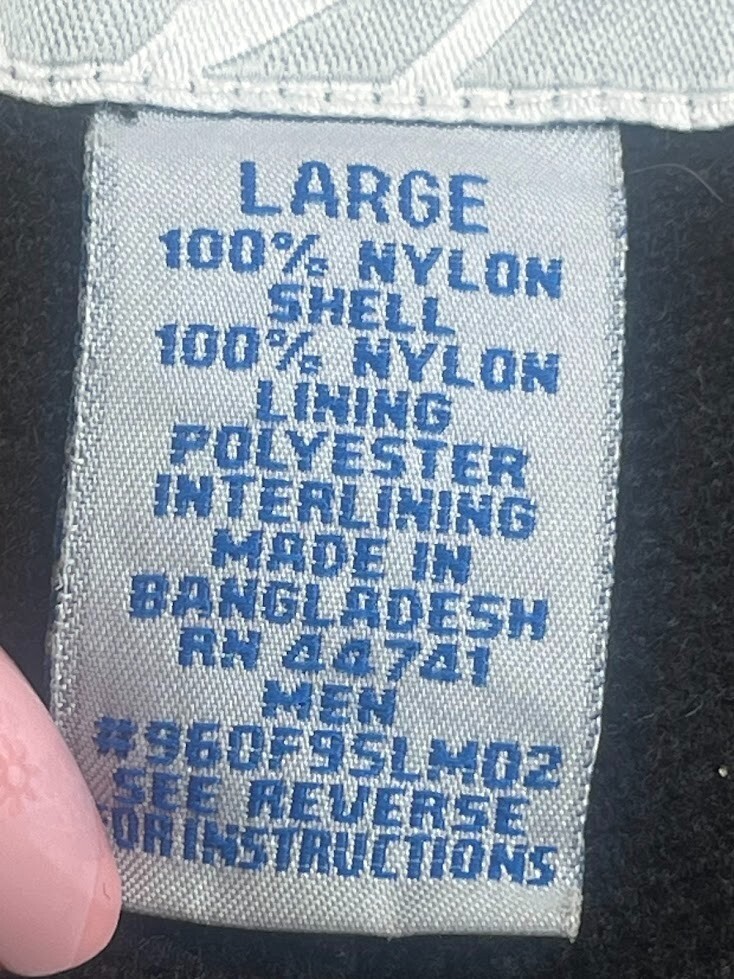 LARGE
100% NYLON
SHELL
100% NYLON
LINING
POLYESTER
INTERLINING
MADE IN
BANGLADESH
RN 44741
MEN
#960F9SLM02
SEE REVERSE
FOR INSTRUCTIONS